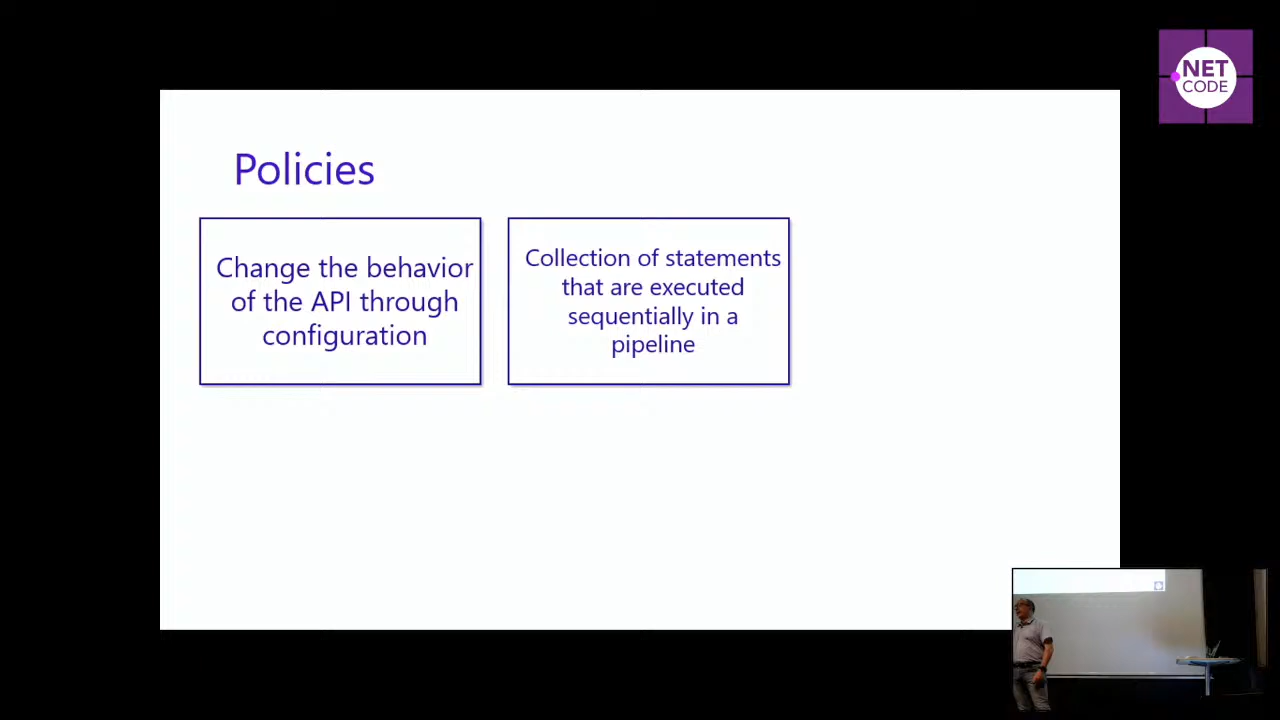 NET
CODE
Policies
Change the behavior
of the API through
configuration
Collection of statements
that are executed
sequentially in a
pipeline